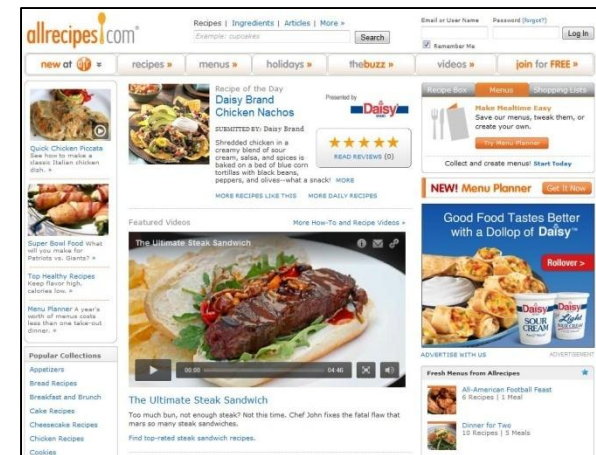 allrecipes.com
Recipes | Ingredients | Articles | More »
Example: cupcakes
Search
Email or User Name
Password (forgot?)
Remember Me
Log In
new at
recipes »
menus »
holidays »
thebuzz »
videos »
join for FREE »
Quick Chicken Piccata
See how to make a
classic Italian chicken
dish. »
Super Bowl Food What
will you make for
Patriots vs. Giants? »
Top Healthy Recipes
Keep flavor high,
calories low. »
Menu Planner A year's
worth of menus costs
less than one take-out
dinner. »
Popular Collections
Appetizers
Bread Recipes
Breakfast and Brunch
Cake Recipes
Cheesecake Recipes
Chicken Recipes
Cookies
Recipe of the Day
Daisy Brand
Chicken Nachos
SUBMITTED BY: Daisy Brand
Shredded chicken in a
creamy blend of sour
cream, salsa, and spices is
baked on a bed of blue corn
tortillas with black beans,
peppers, and olives--what a snack! MORE
Presented by
Daisy
READ REVIEWS (0)
MORE RECIPES LIKE THIS
MORE DAILY RECIPES
Featured Videos
More How-To and Recipe Videos »
The Ultimate Steak Sandwich
00:00
04:46
The Ultimate Steak Sandwich
Too much bun, not enough steak? Not this time. Chef John fixes the fatal flaw that
mars so many steak sandwiches.
Find top-rated steak sandwich recipes.
Recipe Box
Menus
Shopping Lists
Make Mealtime Easy
Save our menus, tweak them, or
create your own.
Try Menu Planner
Collect and create menus! Start Today
NEW! Menu Planner
Get It Now
Good Food Tastes Better
with a Dollop of Daisy
Rollover >
Daisy
SOUR
CREAM
Daisy
Light
SOUR CREAM
ADVERTISE WITH US
ADVERTISEMENT
Fresh Menus from Allrecipes
All-American Football Feast
6 Recipes | 1 Meal
Dinner for Two
10 Recipes | 5 Meals